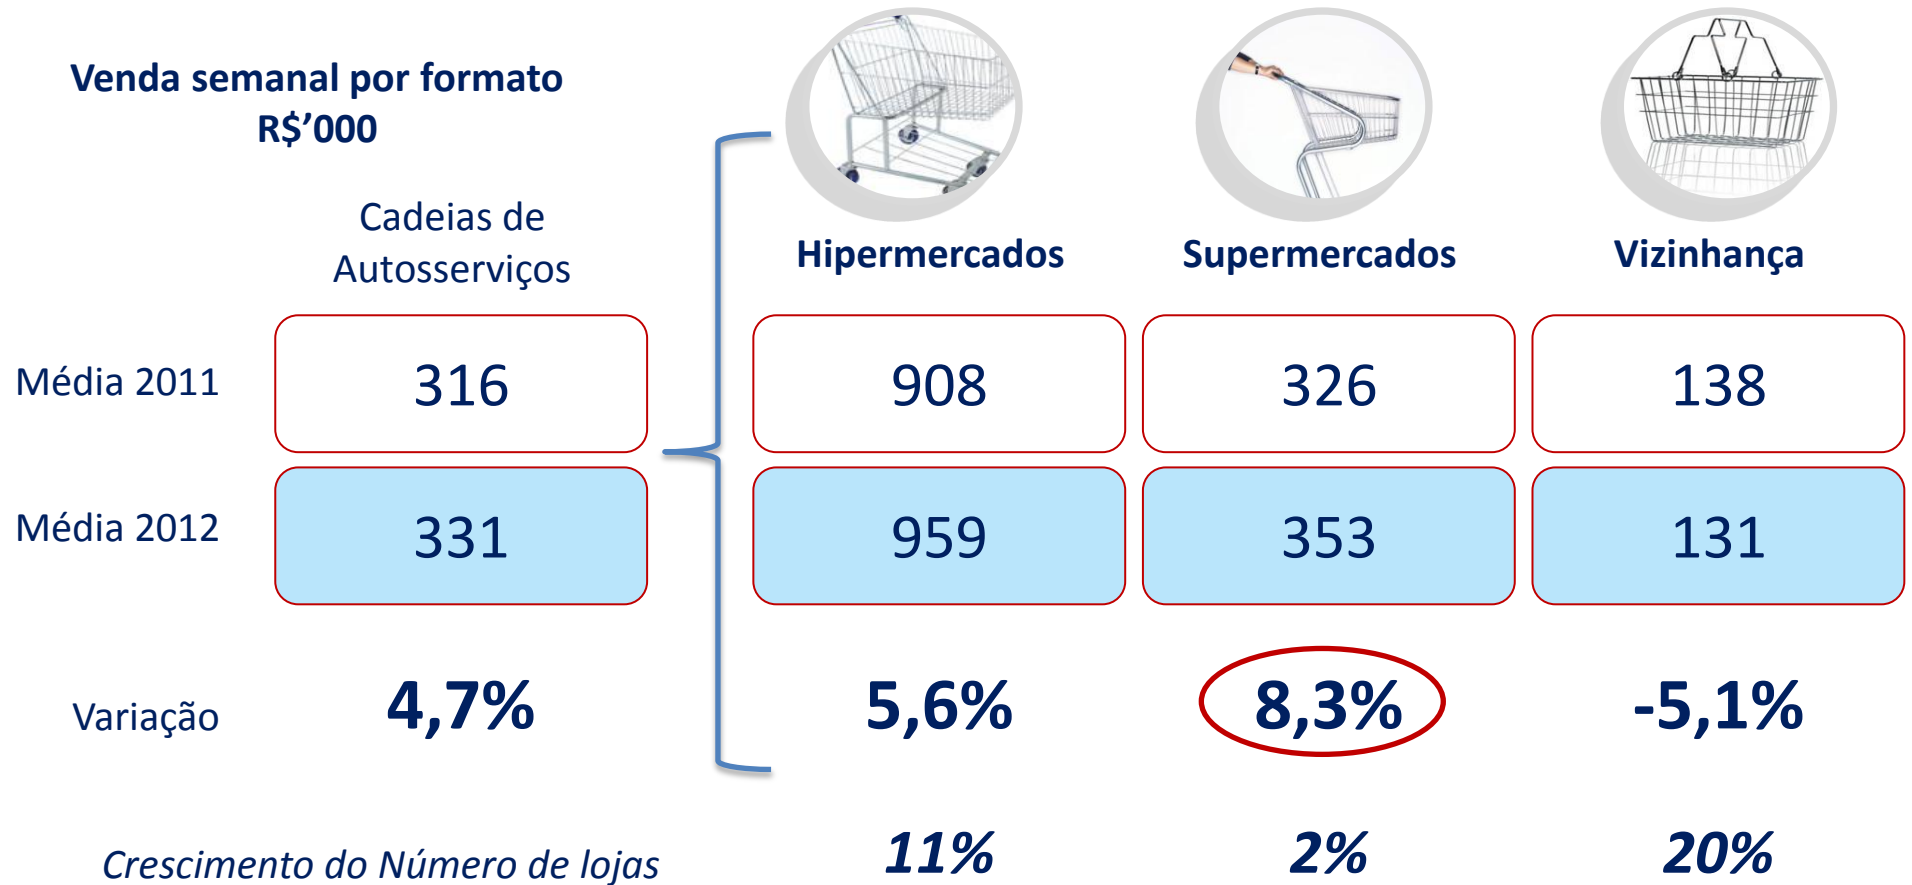 Venda semanal por formato
R$’000
Cadeias de
Autosserviços
Hipermercados
Supermercados
Vizinhança
Média 2011
316
908
326
138
Média 2012
331
959
353
131
Variação
4,7%
5,6%
8,3%
-5,1%
Crescimento do Número de lojas
11%
2%
20%